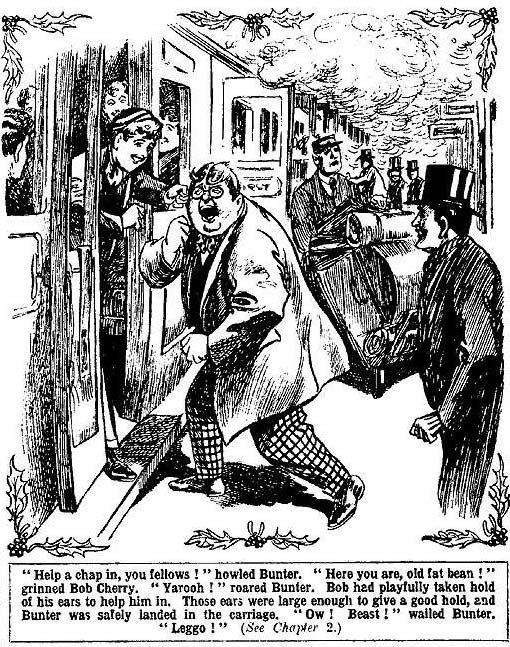 "Help a chap in, you fellows!" howled Bunter. "Here you are, old fat bean!"
grinned Bob Cherry. "Yarooh!" roared Bunter. Bob had playfully taken hold
of his ears to help him in. Those ears were large enough to give a good hold, and
Bunter was safely landed in the carriage. "Ow! Beast!" wailed Bunter.
"Leggo!" (See Chapter 2.)